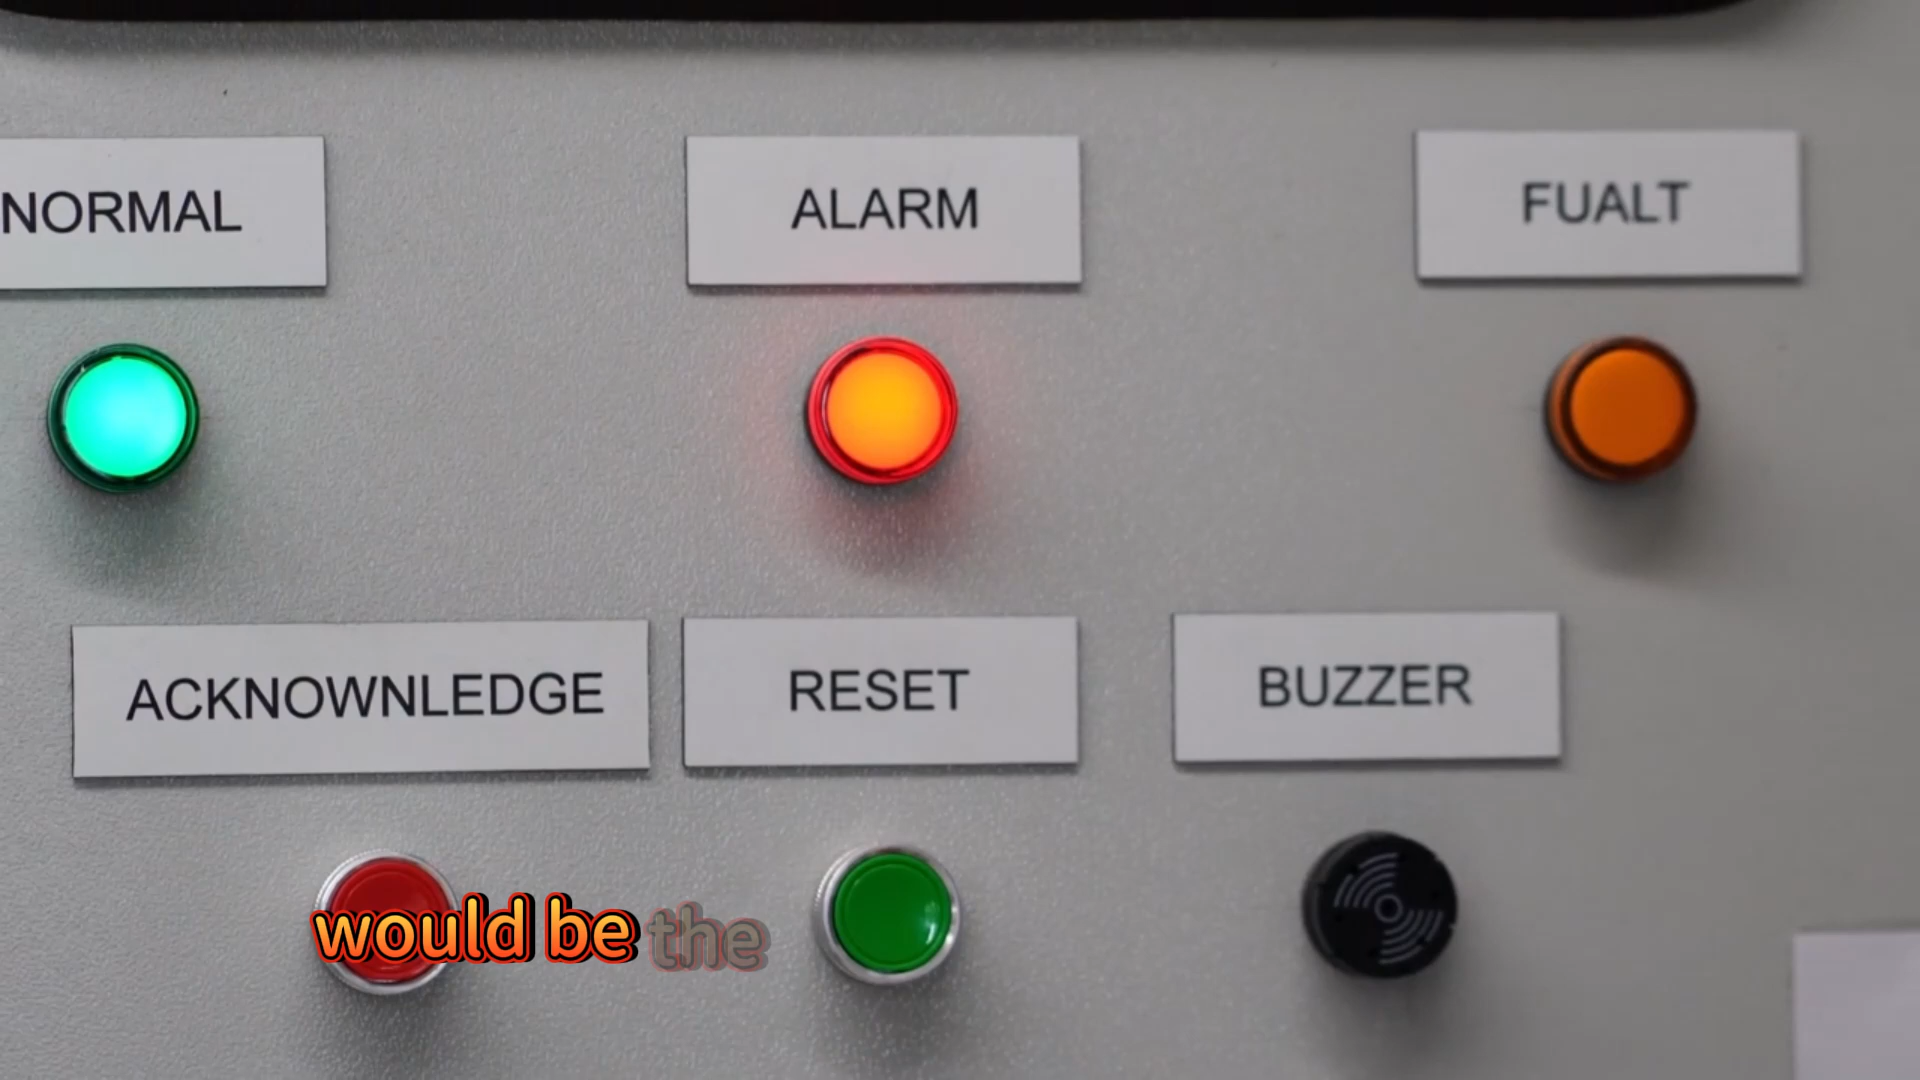 NORMAL
ALARM
FUALT
ACKNOWNLEDGE
RESET
BUZZER
would be the